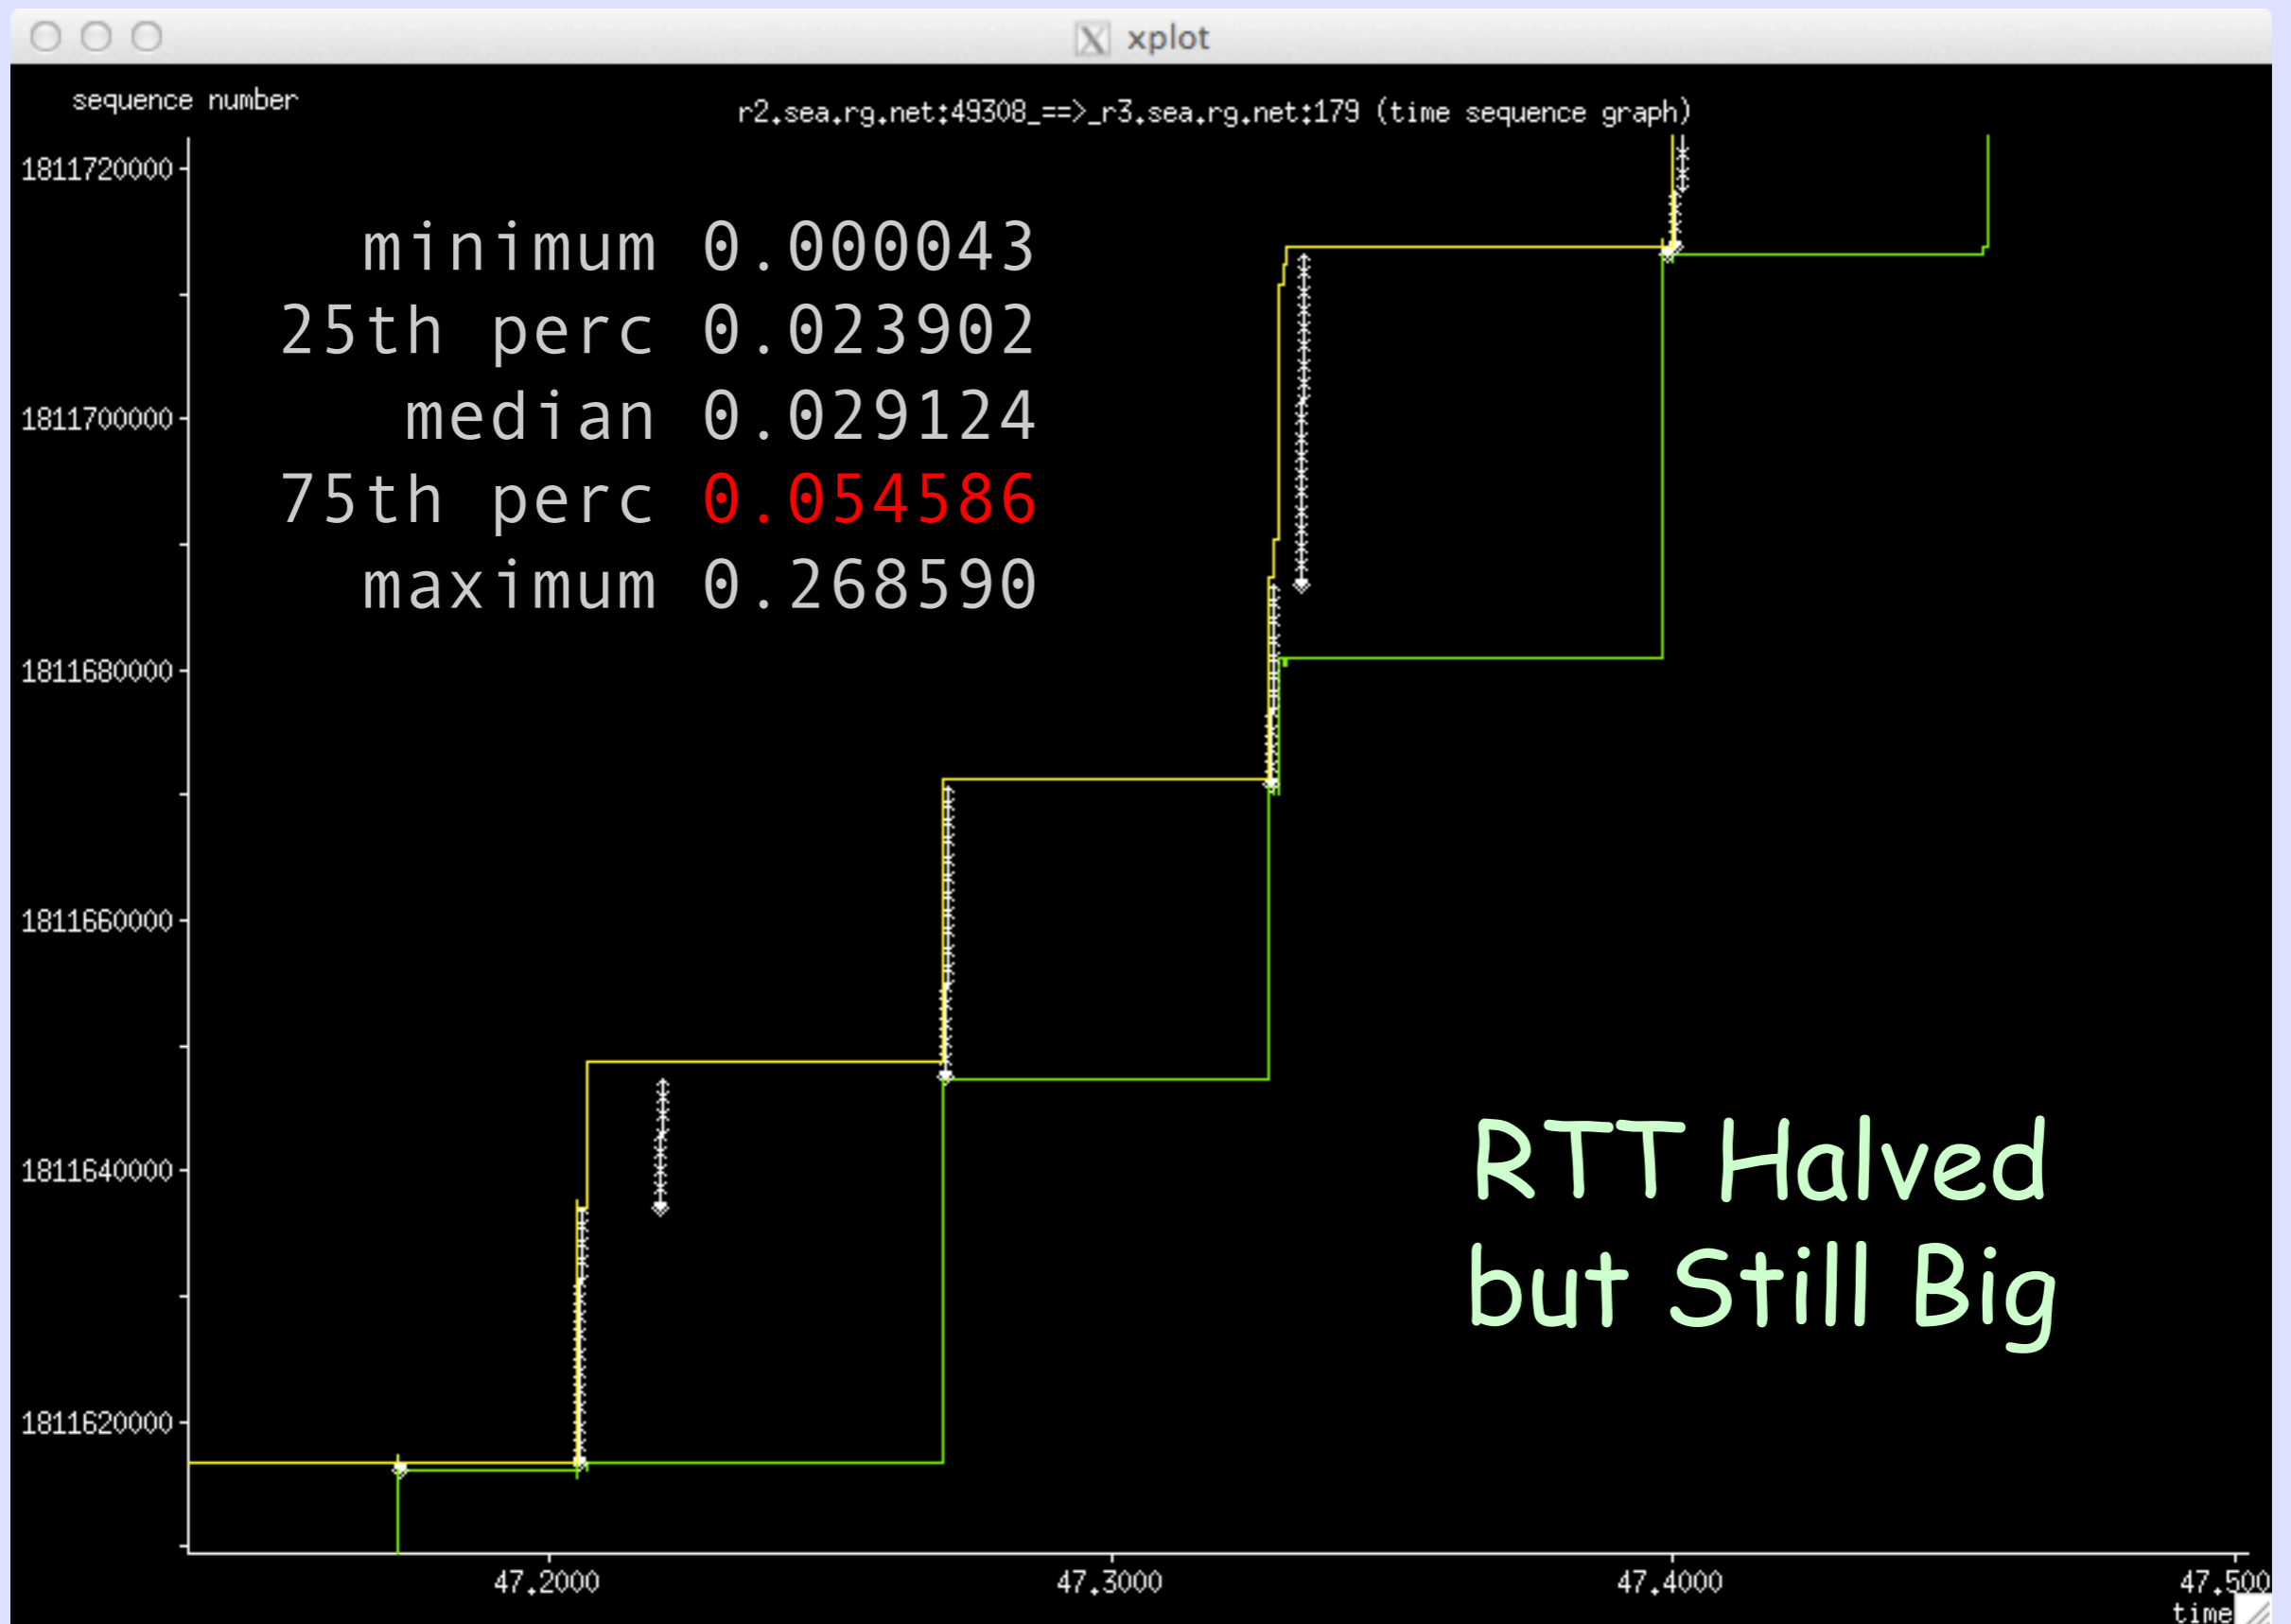 xplot
sequence number
r2.sea.rg.net:49308_==>_r3.sea.rg.net:179 (time sequence graph)
1811720000
minimum 0.000043
25th perc 0.023902
median 0.029124
1811700000
75th perc 0.054586
maximum 0.268590
1811680000
1811660000
1811640000
RTT Halved
but Still Big
1811620000
47.2000 47.3000 47.4000 47.500
time